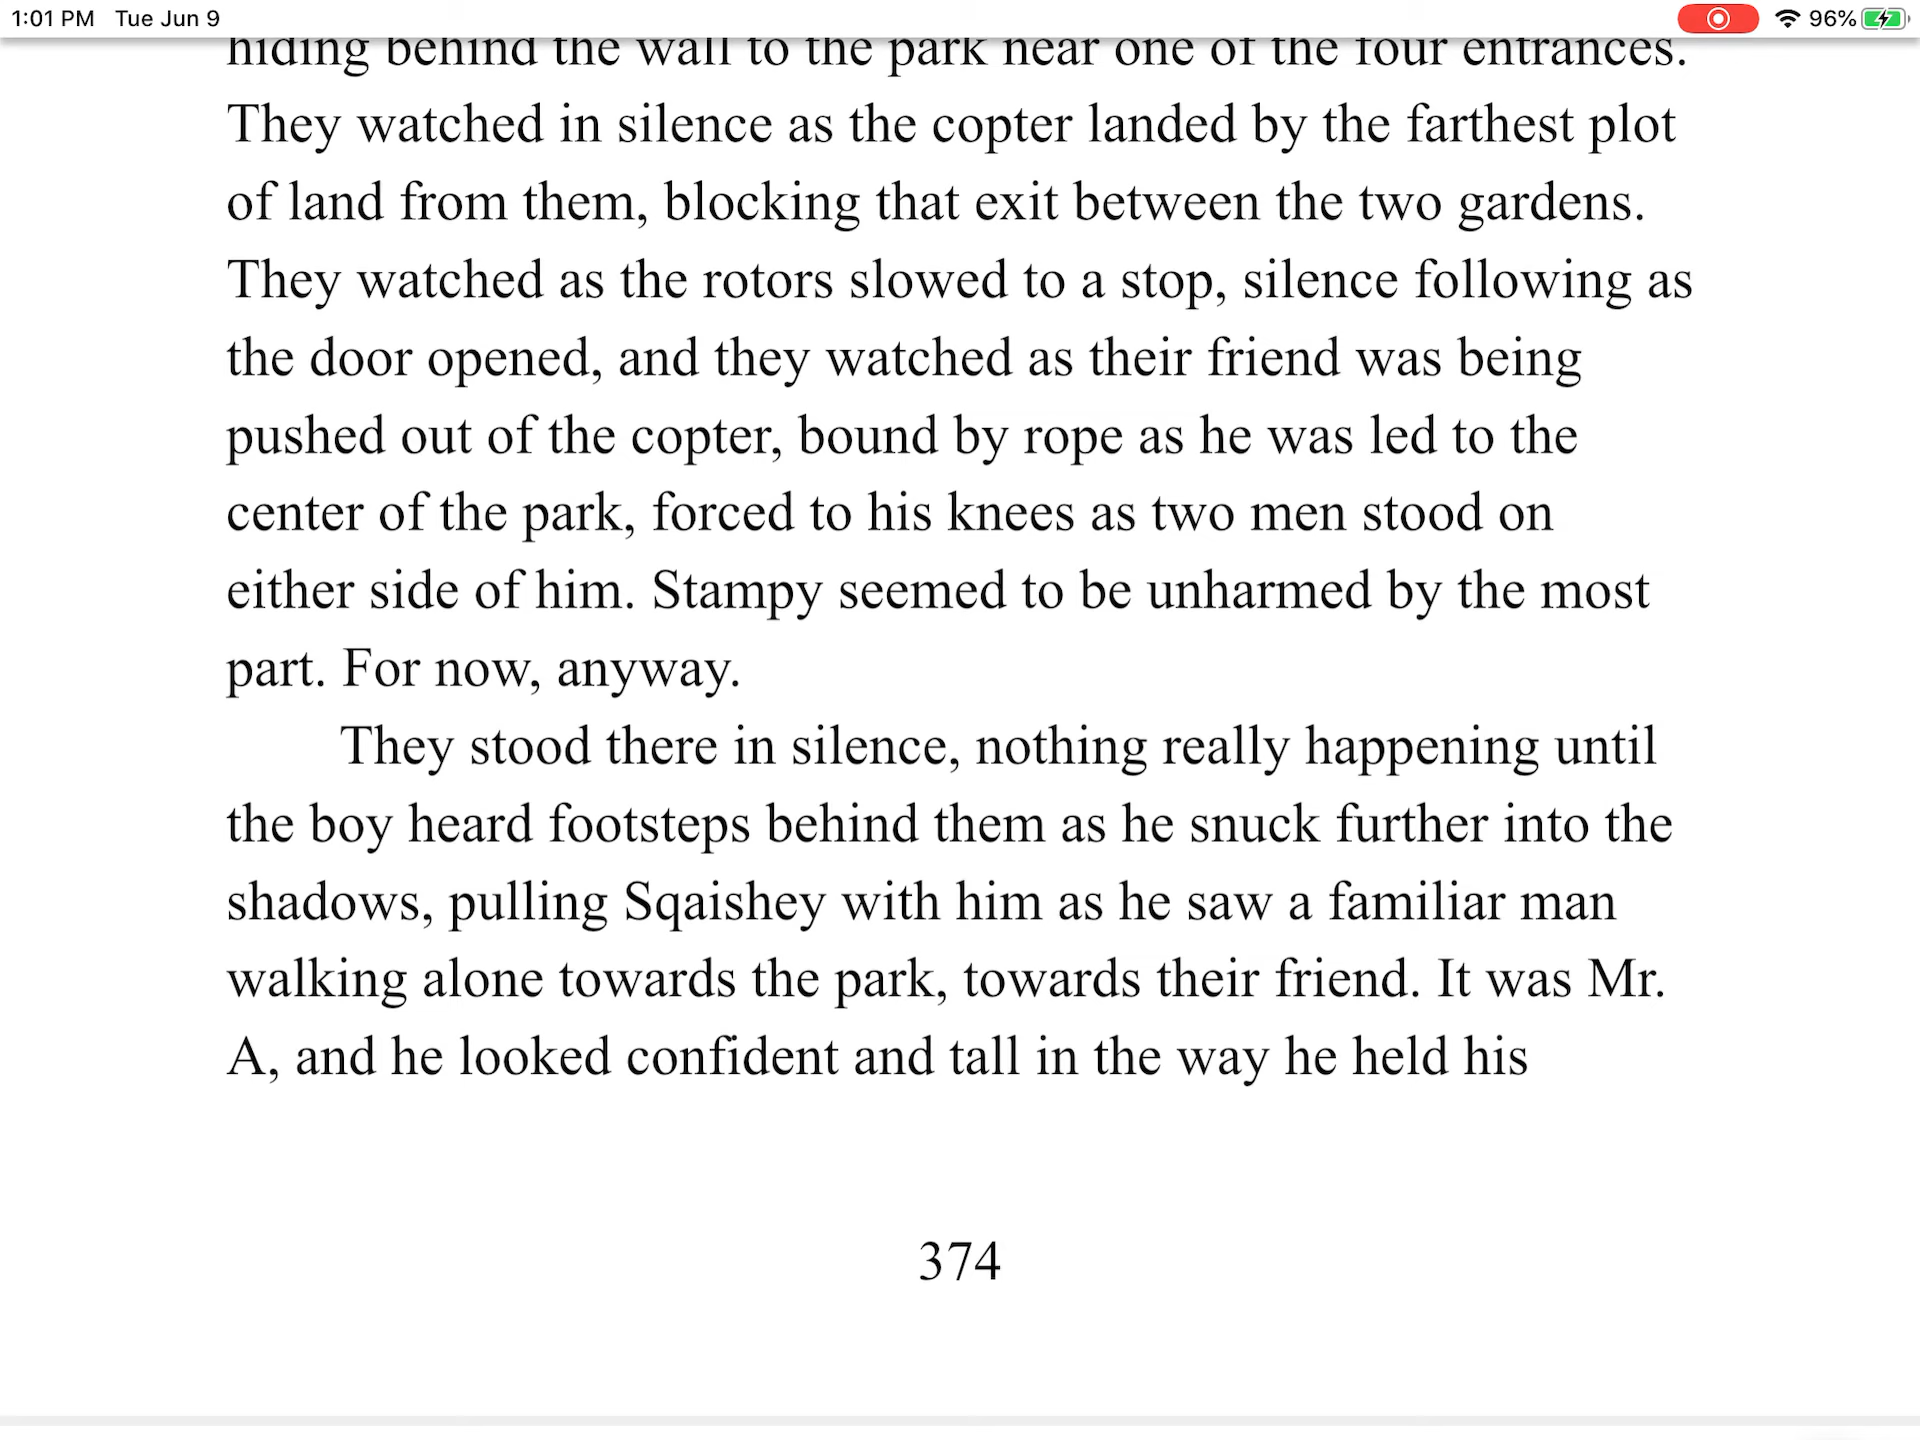 1:01 PM Tue Jun 9 96%
hiding behind the wall to the park near one of the four entrances.
They watched in silence as the copter landed by the farthest plot
of land from them, blocking that exit between the two gardens.
They watched as the rotors slowed to a stop, silence following as
the door opened, and they watched as their friend was being
pushed out of the copter, bound by rope as he was led to the
center of the park, forced to his knees as two men stood on
either side of him. Stampy seemed to be unharmed by the most
part. For now, anyway.
They stood there in silence, nothing really happening until
the boy heard footsteps behind them as he snuck further into the
shadows, pulling Sqaishey with him as he saw a familiar man
walking alone towards the park, towards their friend. It was Mr.
A, and he looked confident and tall in the way he held his
374